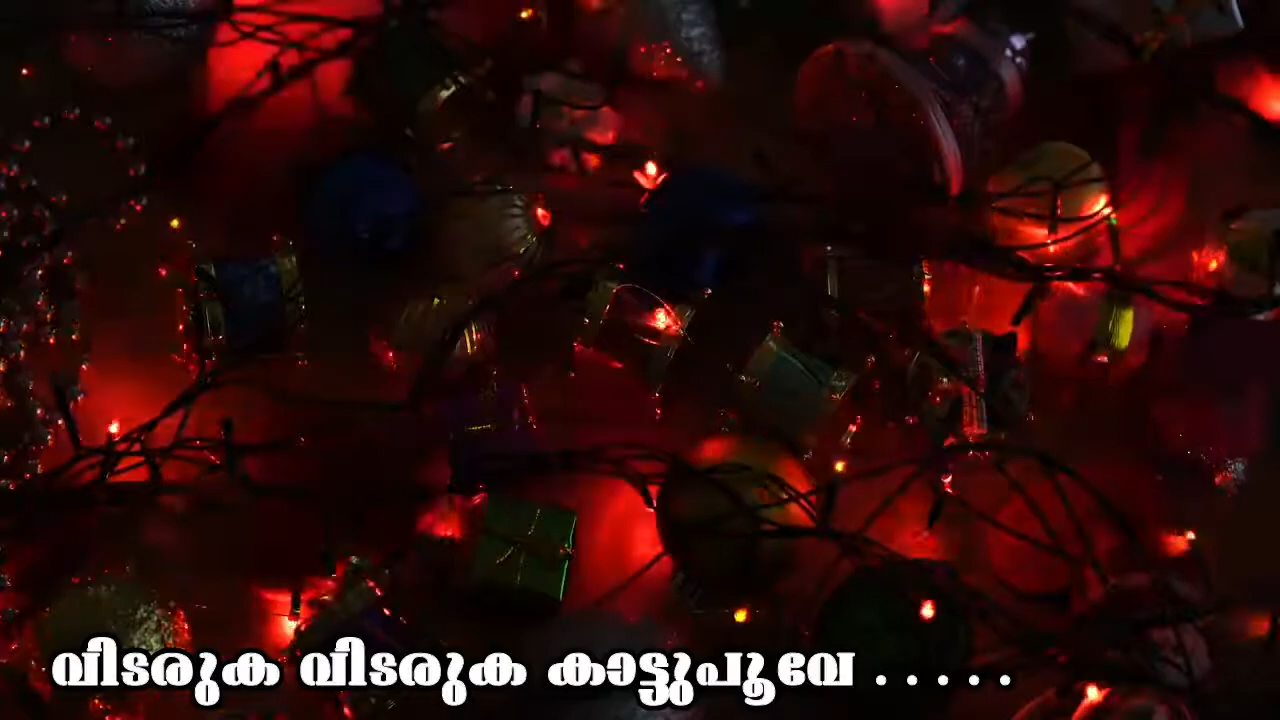 വിടരുക വിടരുക കാട്ടുപൂവേ . . . . .